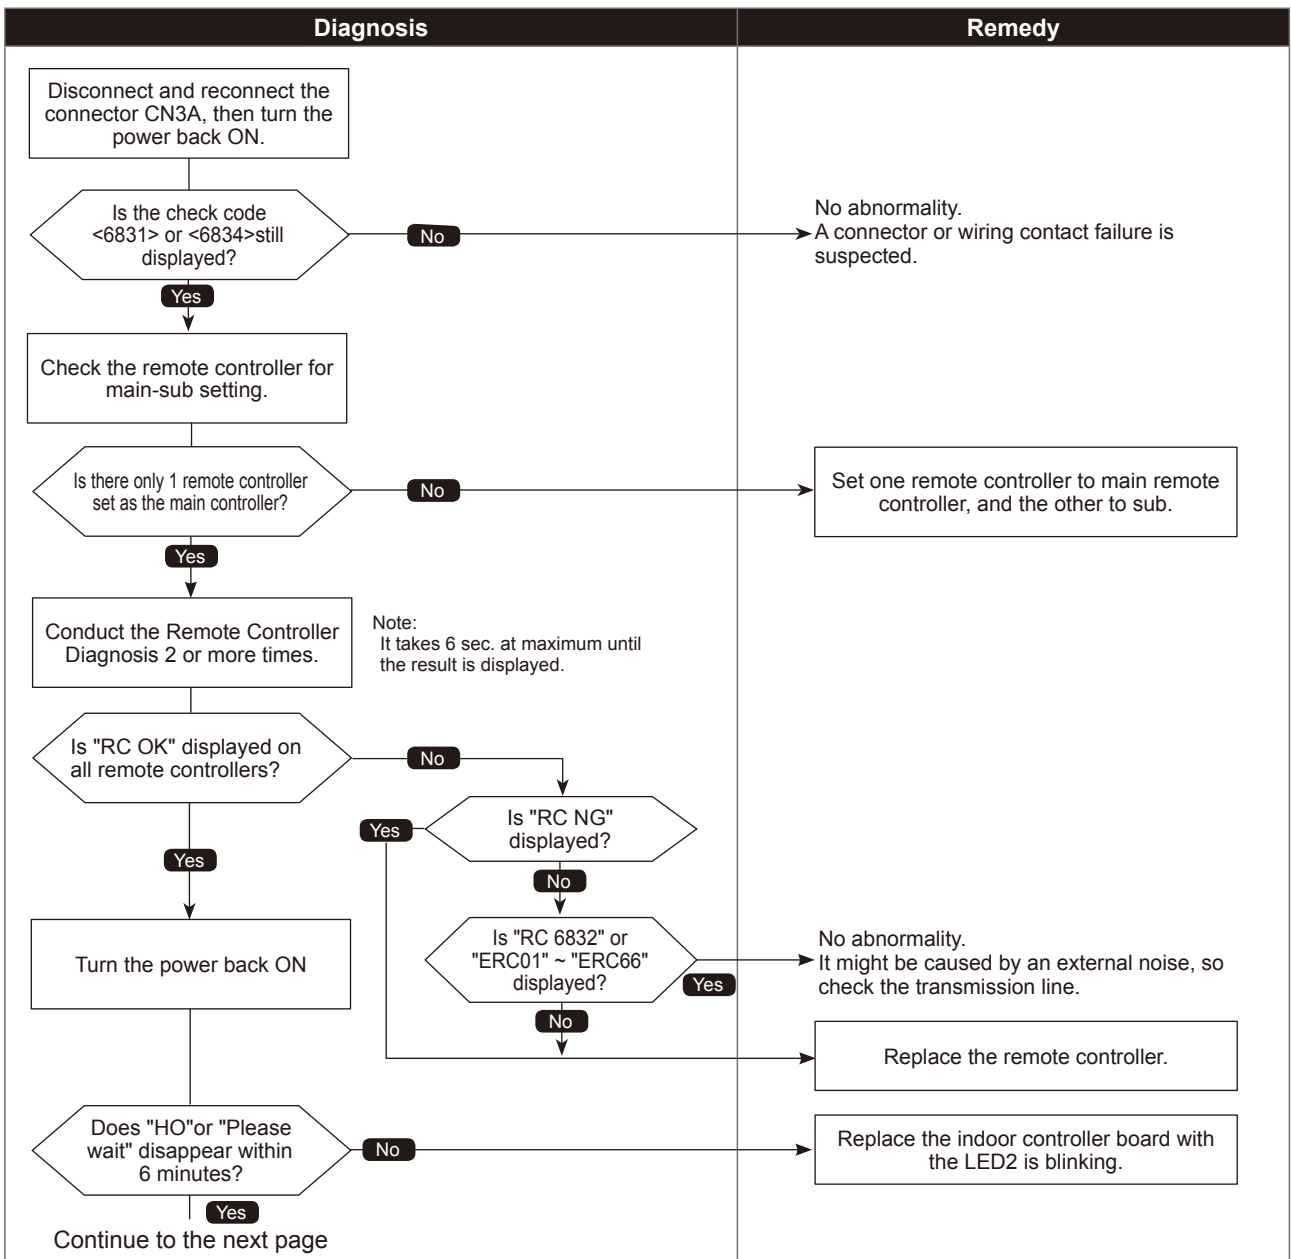 Diagnosis
Remedy
Disconnect and reconnect the
connector CN3A, then turn the
power back ON.
Is the check code
<6831> or <6834>still
displayed?
No
No abnormality.
A connector or wiring contact failure is
suspected.
Yes
Check the remote controller for
main-sub setting.
Is there only 1 remote controller
set as the main controller?
No
Set one remote controller to main remote
controller, and the other to sub.
Yes
Conduct the Remote Controller
Diagnosis 2 or more times.
Note:
It takes 6 sec. at maximum until
the result is displayed.
Is "RC OK" displayed on
all remote controllers?
No
Is "RC NG"
displayed?
Yes
Yes
No
Turn the power back ON
Is "RC 6832" or
"ERC01" ~ "ERC66"
displayed?
Yes
No abnormality.
It might be caused by an external noise, so
check the transmission line.
No
Replace the remote controller.
Does "HO"or "Please
wait" disappear within
6 minutes?
No
Replace the indoor controller board with
the LED2 is blinking.
Yes
Continue to the next page